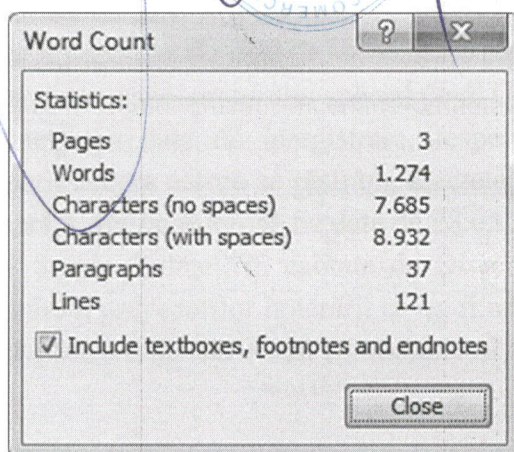 COMERC
Word Count
Statistics:
Pages 3
Words 1.274
Characters (no spaces) 7.685
Characters (with spaces) 8.932
Paragraphs 37
Lines 121
Include textboxes, footnotes and endnotes
Close